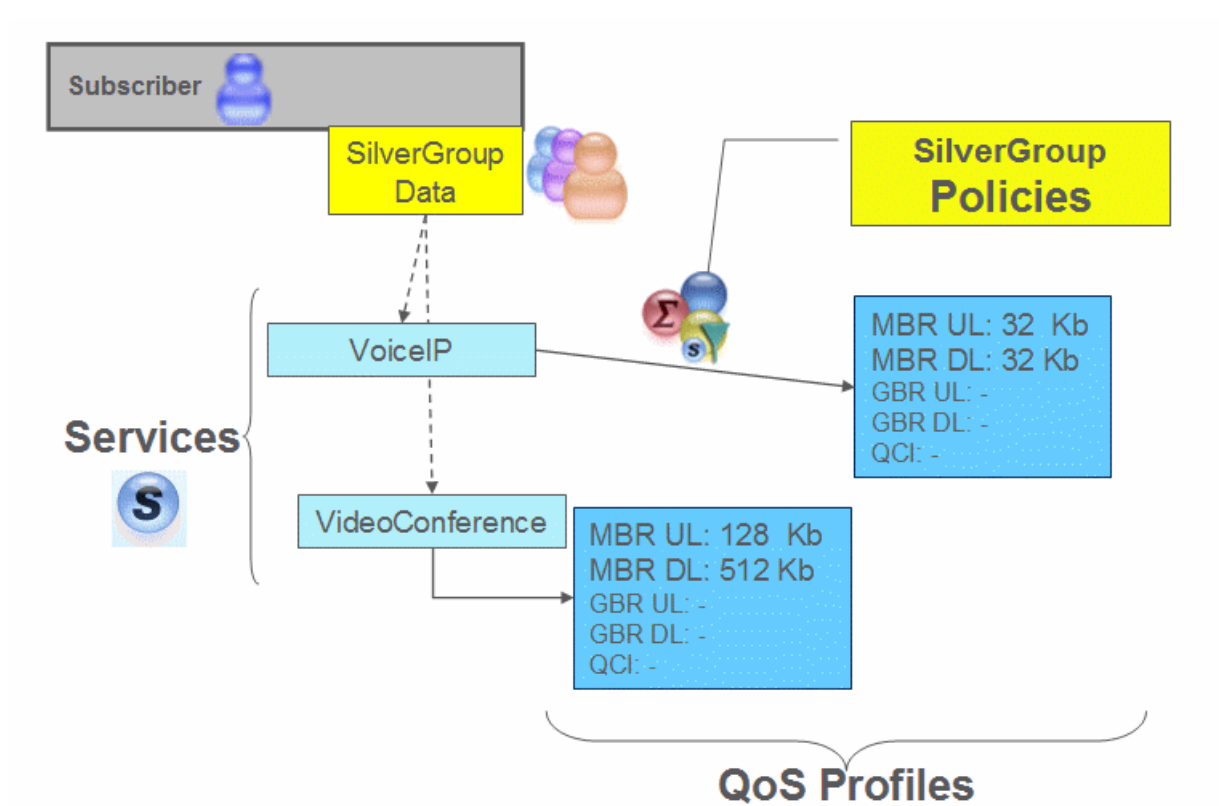 Subscriber
SilverGroup
Data
SilverGroup
Policies
Σ
s
VoiceIP
MBR UL: 32 Kb
MBR DL: 32 Kb
GBR UL: -
GBR DL: -
QCI: -
Services
S
VideoConference
MBR UL: 128 Kb
MBR DL: 512 Kb
GBR UL: -
GBR DL: -
QCI: -
QoS Profiles